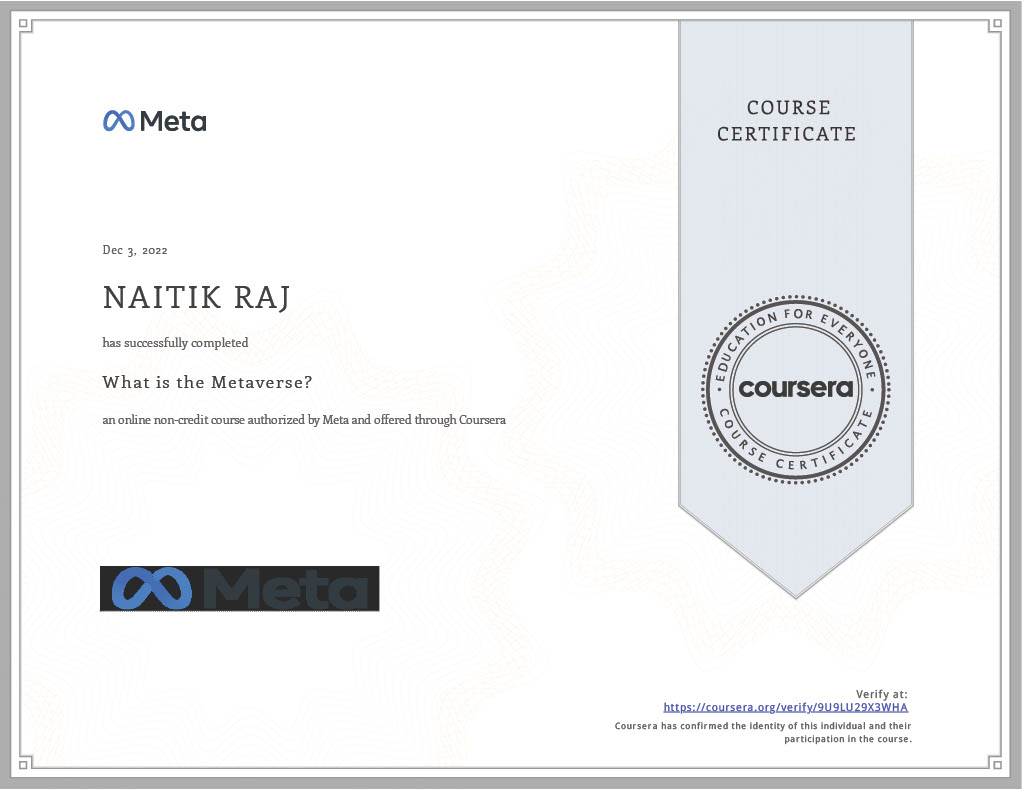 Meta
COURSE
CERTIFICATE
Dec 3, 2022
NAITIK RAJ
has successfully completed
What is the Metaverse?
an online non-credit course authorized by Meta and offered through Coursera
EDUCATION FOR EVERYONE
coursera
COURSE CERTIFICATE
Meta
Verify at:
https://coursera.org/verify/9U9LU29X3WHA
Coursera has confirmed the identity of this individual and their
participation in the course.